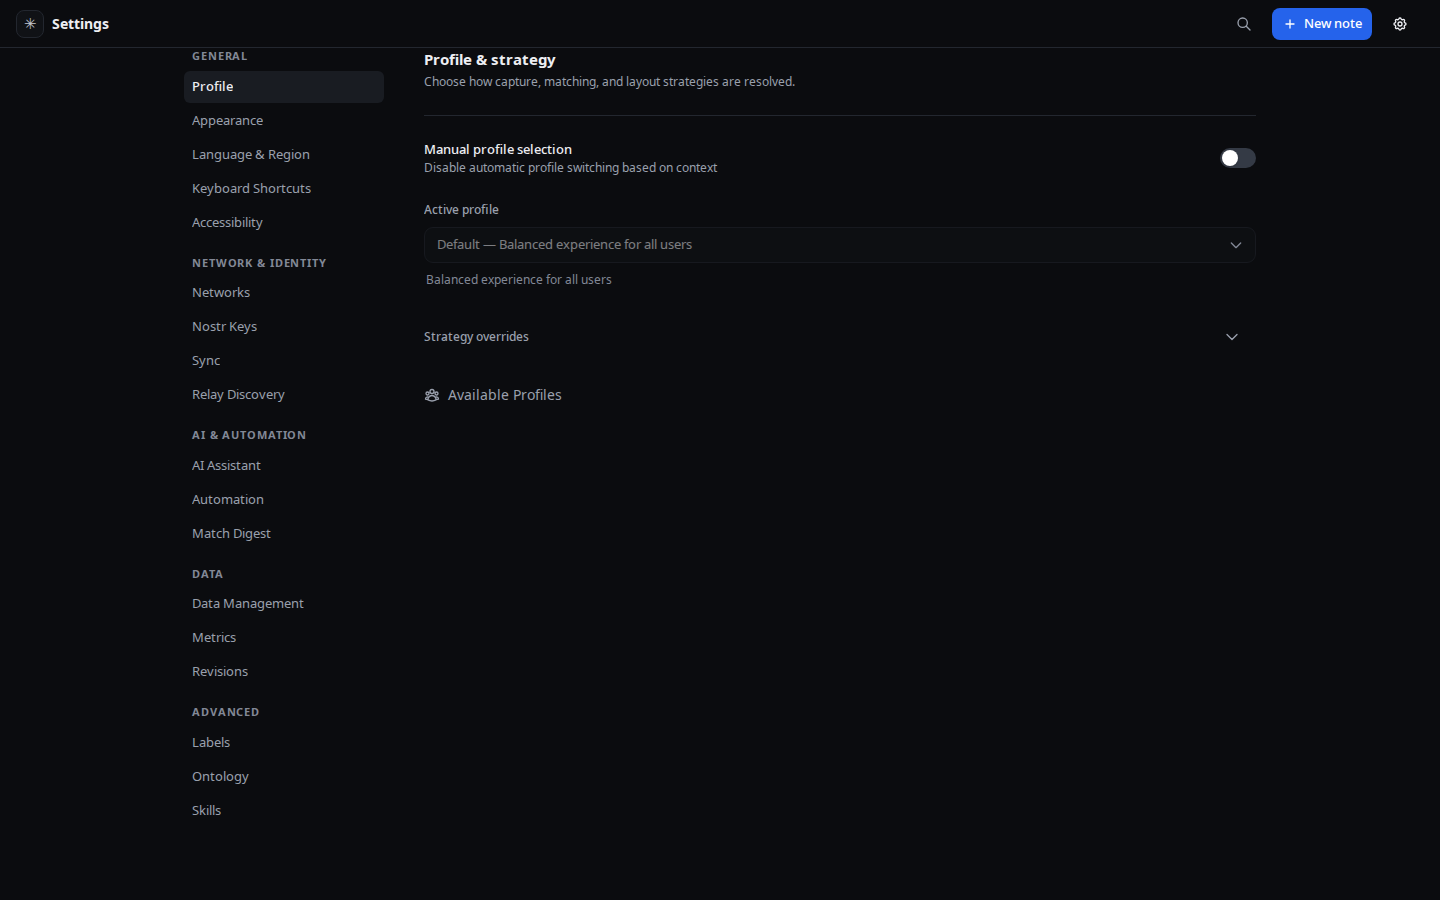 Settings
New note
GENERAL
Profile
Appearance
Language & Region
Keyboard Shortcuts
Accessibility
NETWORK & IDENTITY
Networks
Nostr Keys
Sync
Relay Discovery
AI & AUTOMATION
AI Assistant
Automation
Match Digest
DATA
Data Management
Metrics
Revisions
ADVANCED
Labels
Ontology
Skills
Profile & strategy
Choose how capture, matching, and layout strategies are resolved.
Manual profile selection
Disable automatic profile switching based on context
Active profile
Default — Balanced experience for all users
Balanced experience for all users
Strategy overrides
Available Profiles